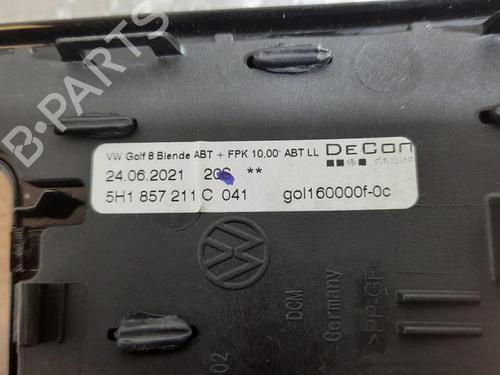 VW Golf 8 Blende ABT + FPK 10,00" ABT LL DeCon
24.06.2021 20S **
5H1 857 211 C 041 gol160000f-0c
DCM
Germany
>PP-GF
02
B-PARTS